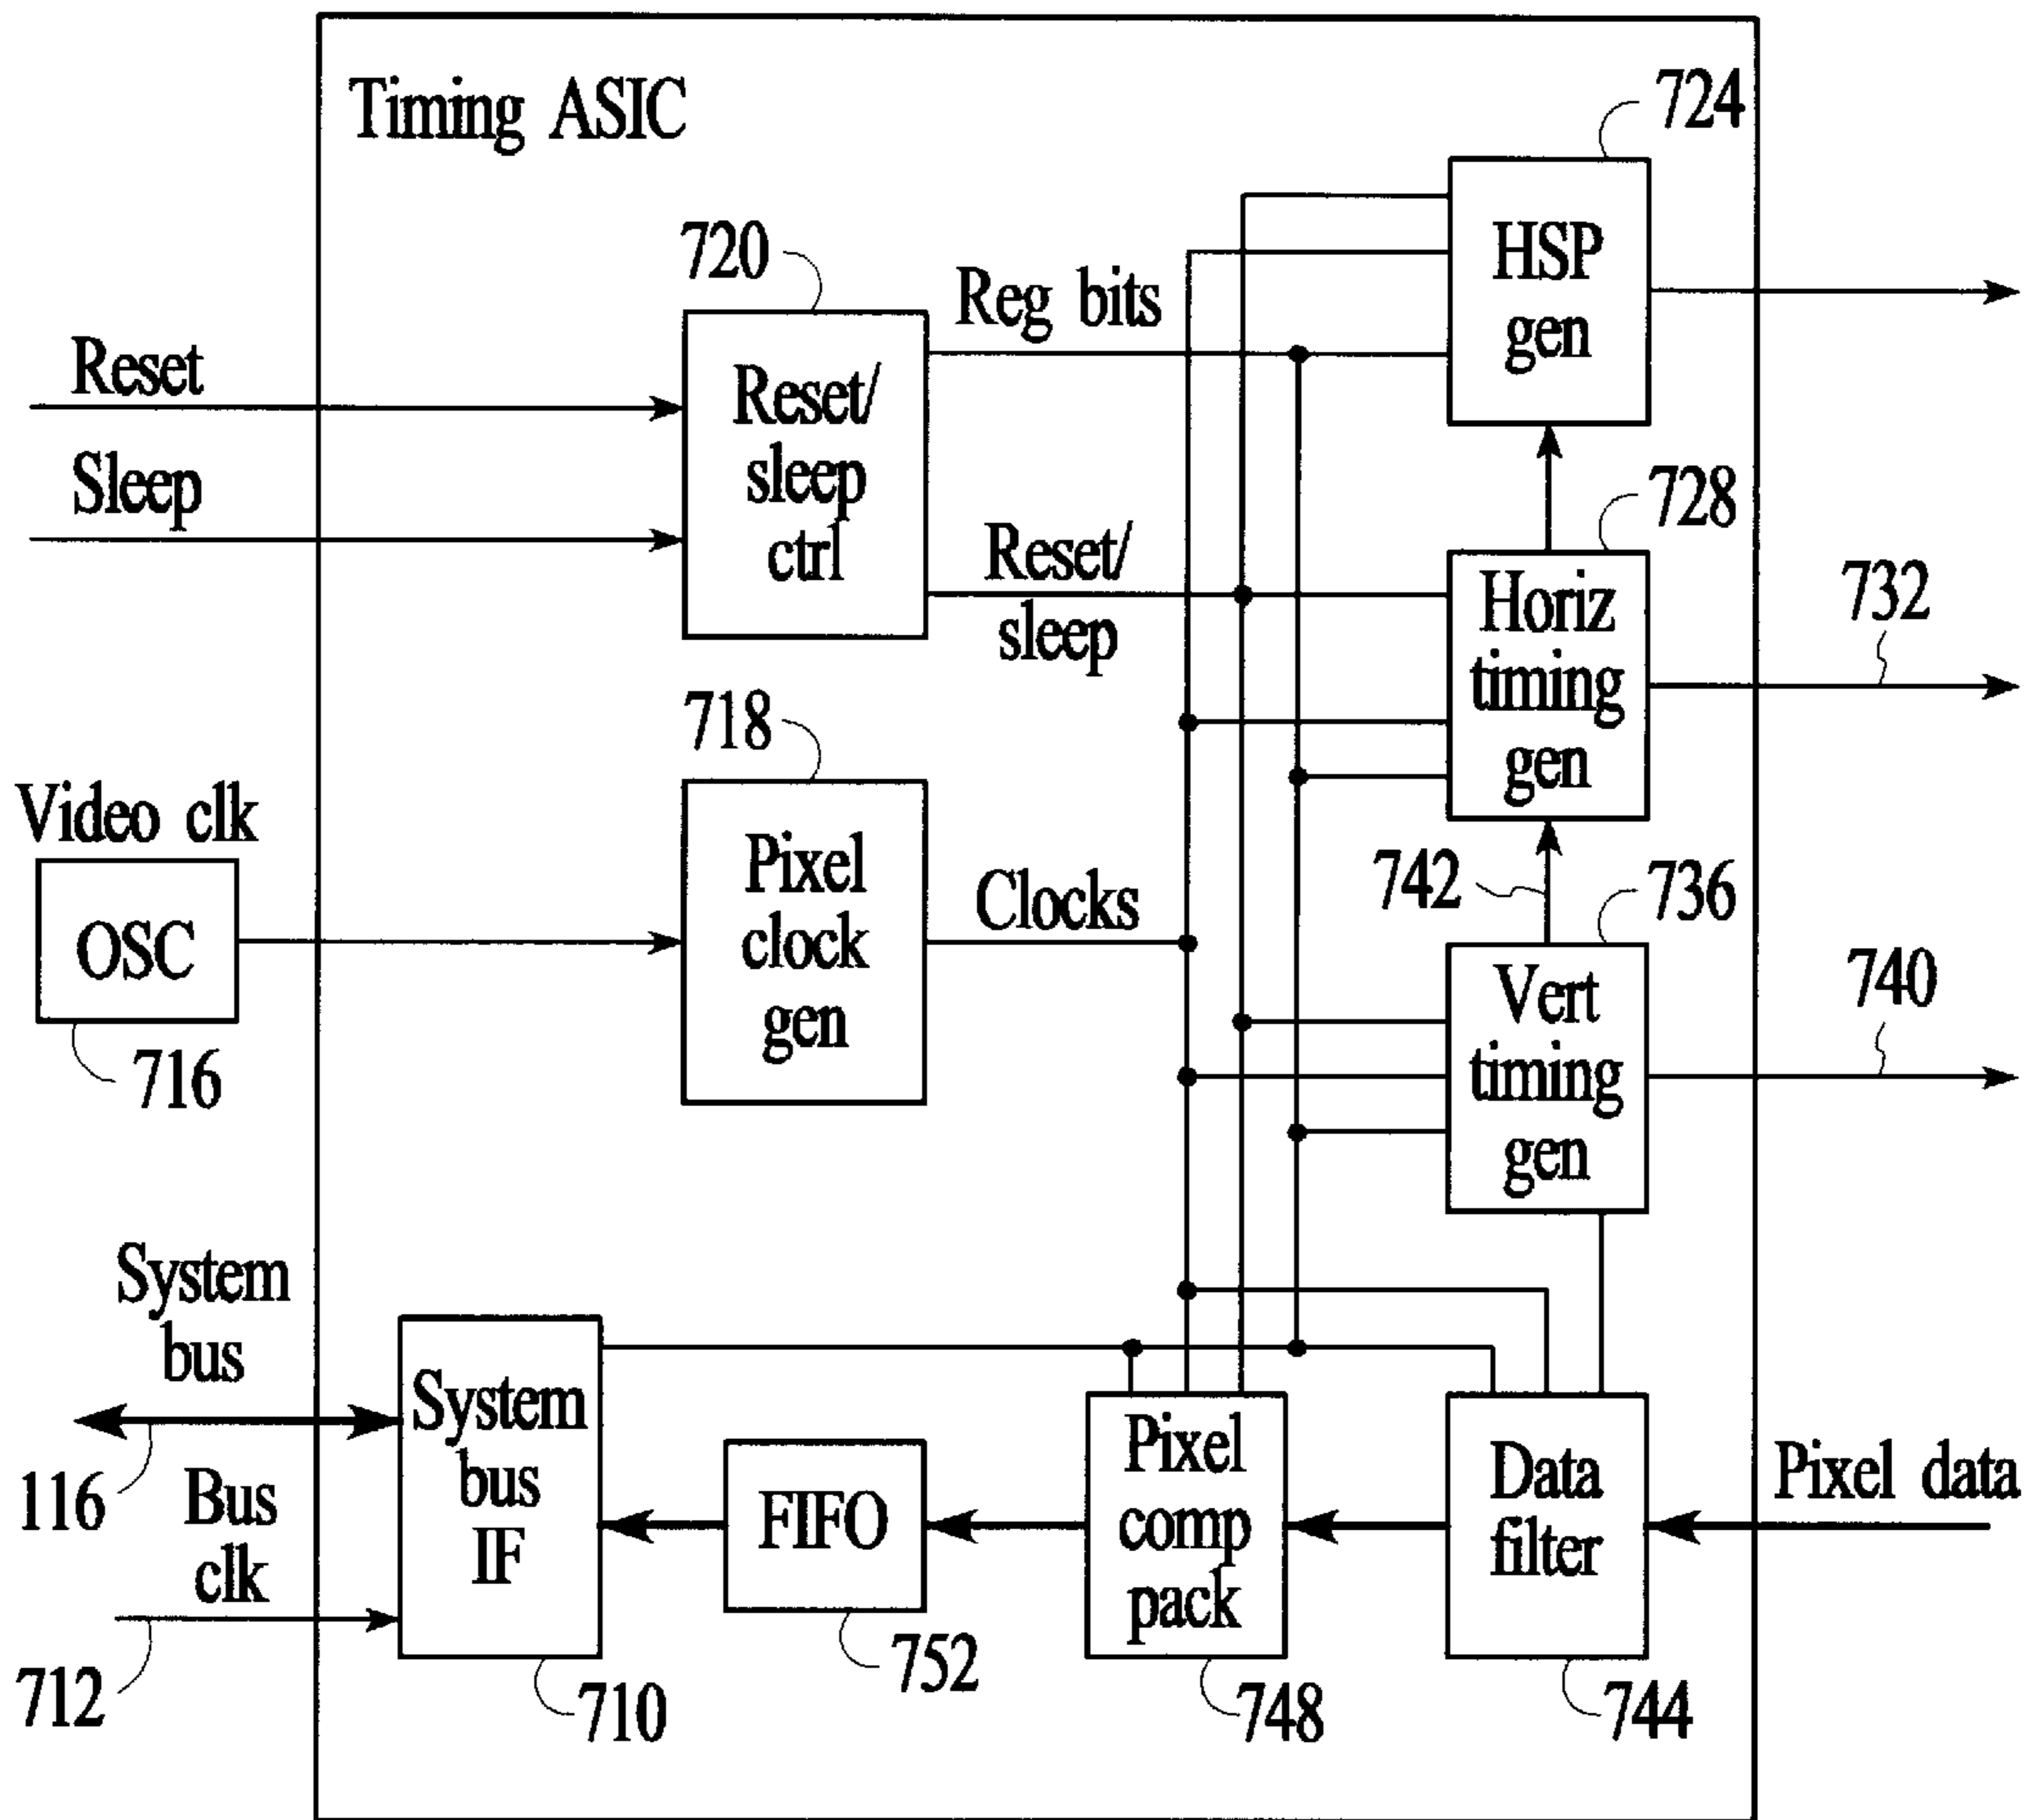 Timing ASIC
724
HSP
gen
720
Reg bits
Reset
Reset/
sleep
ctrl
Sleep
728
Reset/
sleep
Horiz
timing
gen
732
718
Video clk
OSC
716
Pixel
clock
gen
Clocks
742
736
Vert
timing
gen
740
System
bus
116
Bus
clk
712
System
bus
IF
710
FIFO
752
Pixel
comp
pack
748
Data
filter
744
Pixel data